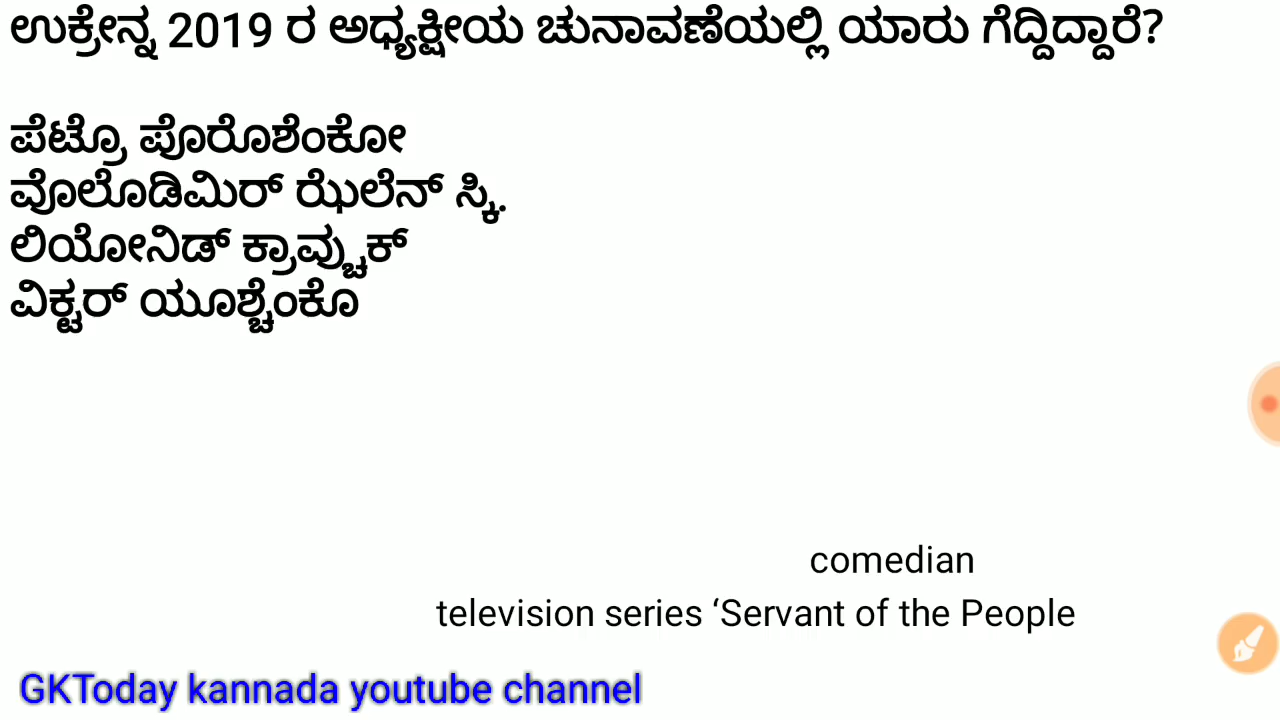 ಉಕ್ರೇನ್ನ 2019 ರ ಅಧ್ಯಕ್ಷೀಯ ಚುನಾವಣೆಯಲ್ಲಿ ಯಾರು ಗೆದ್ದಿದ್ದಾರೆ?
ಪೆಟ್ರೊ ಪೊರೊಶೆಂಕೋ
ವೊಲೊಡಿಮಿರ್ ಝೆಲೆನ್ ಸ್ಕಿ.
ಲಿಯೋನಿಡ್ ಕ್ರಾವ್ಚುಕ್
ವಿಕ್ಟರ್ ಯೂಶ್ಚೆಂಕೊ
comedian
television series ‘Servant of the People
GKToday kannada youtube channel